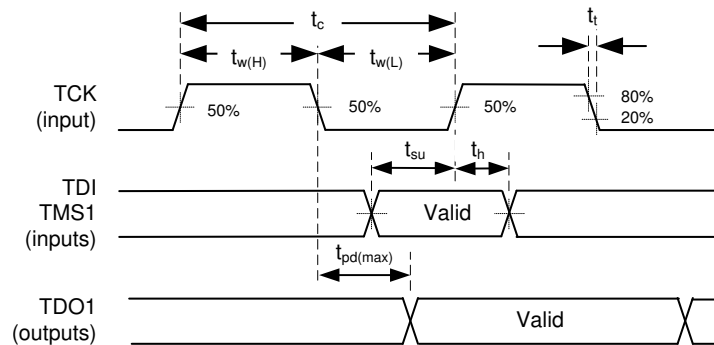 t_c
t_t
t_w(H) t_w(L)
TCK
(input)
50% 50% 50%
80%
20%
t_su t_h
TDI
TMS1
(inputs)
Valid
t_pd(max)
TDO1
(outputs)
Valid